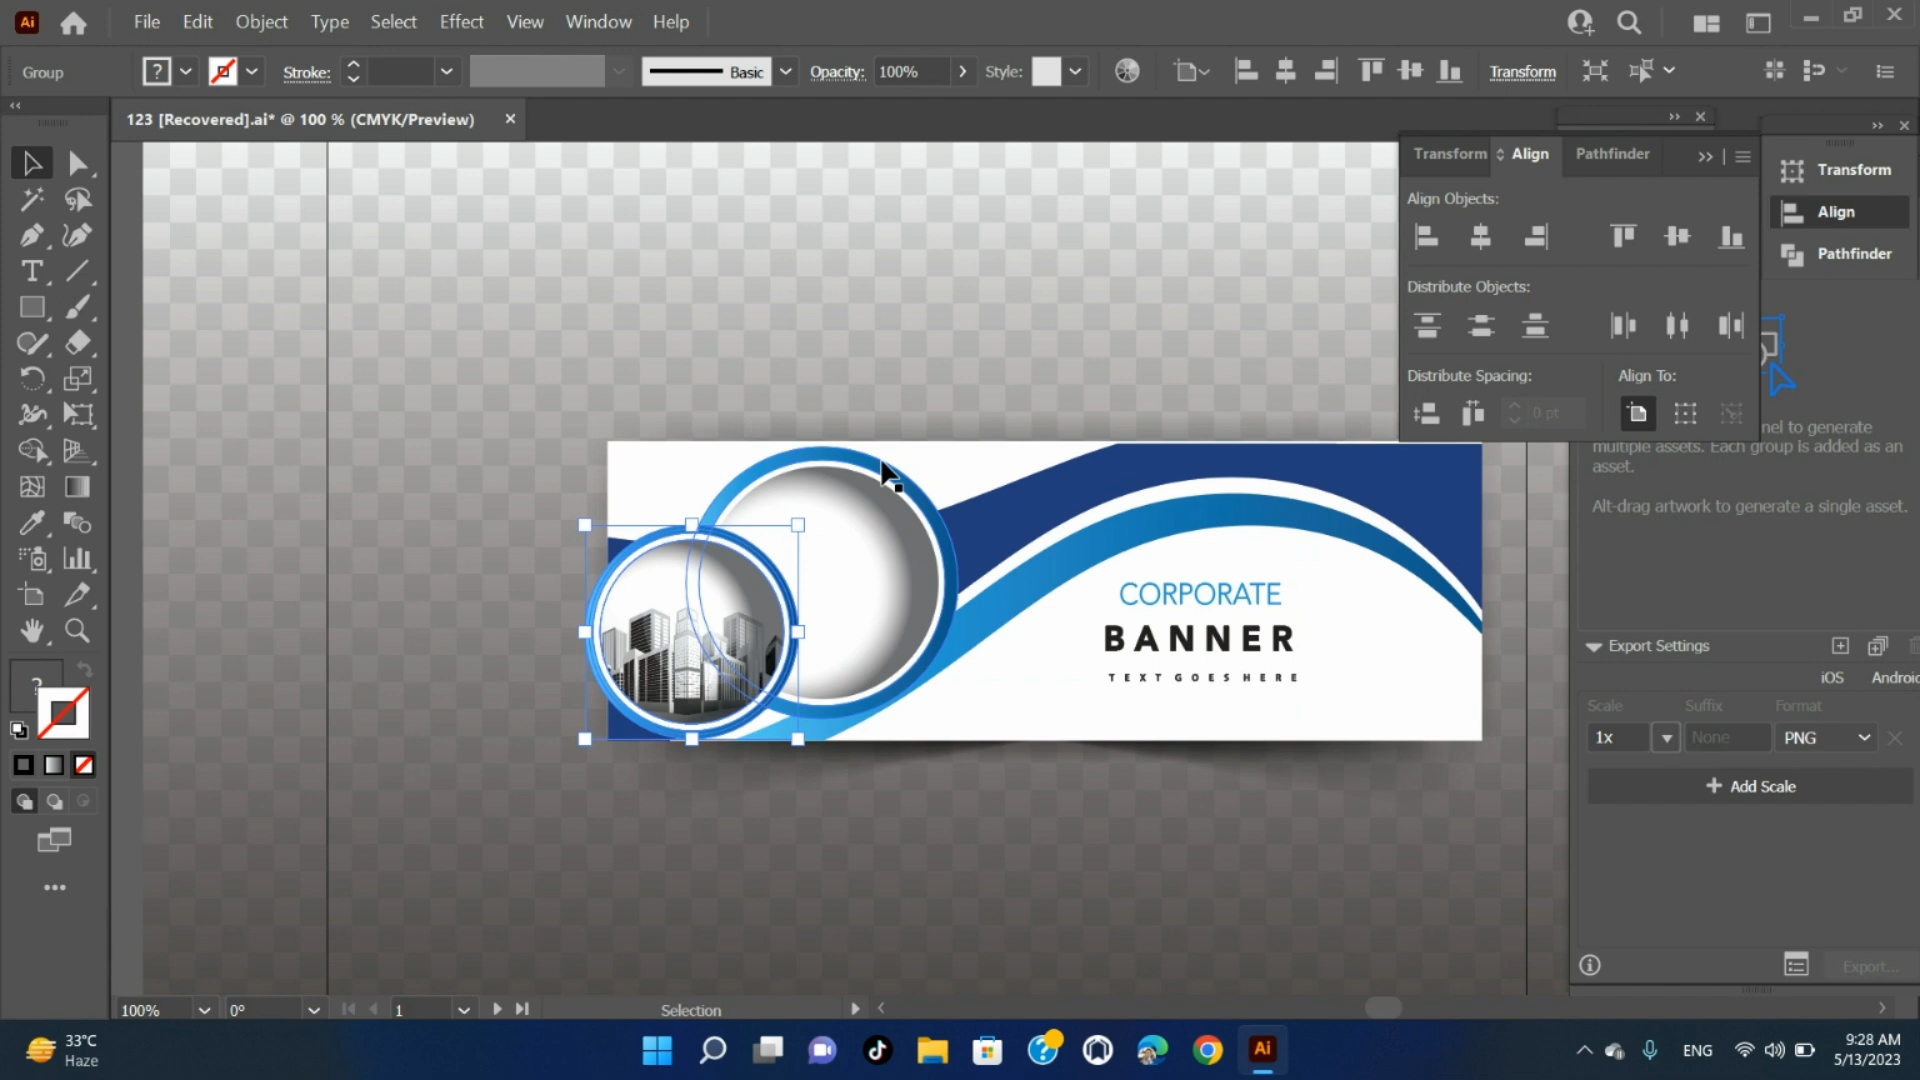 Ai File Edit Object Type Select Effect View Window Help
Group ? Stroke: Basic Opacity: 100% Style: Transform
123 [Recovered].ai* @ 100 % (CMYK/Preview)
Transform Align Pathfinder
Align Objects:
Distribute Objects:
Distribute Spacing: Align To:
0 pt
Transform
Align
Pathfinder
nel to generate
multiple assets. Each group is added as an
asset.
Alt-drag artwork to generate a single asset.
CORPORATE
BANNER
TEXT GOES HERE
?
Export Settings
iOS
Scale Suffix Format
1x None PNG
+ Add Scale
Export...
100% 0° 1 Selection
33°C
Haze
Ai
ENG
9:28 AM
5/13/2023